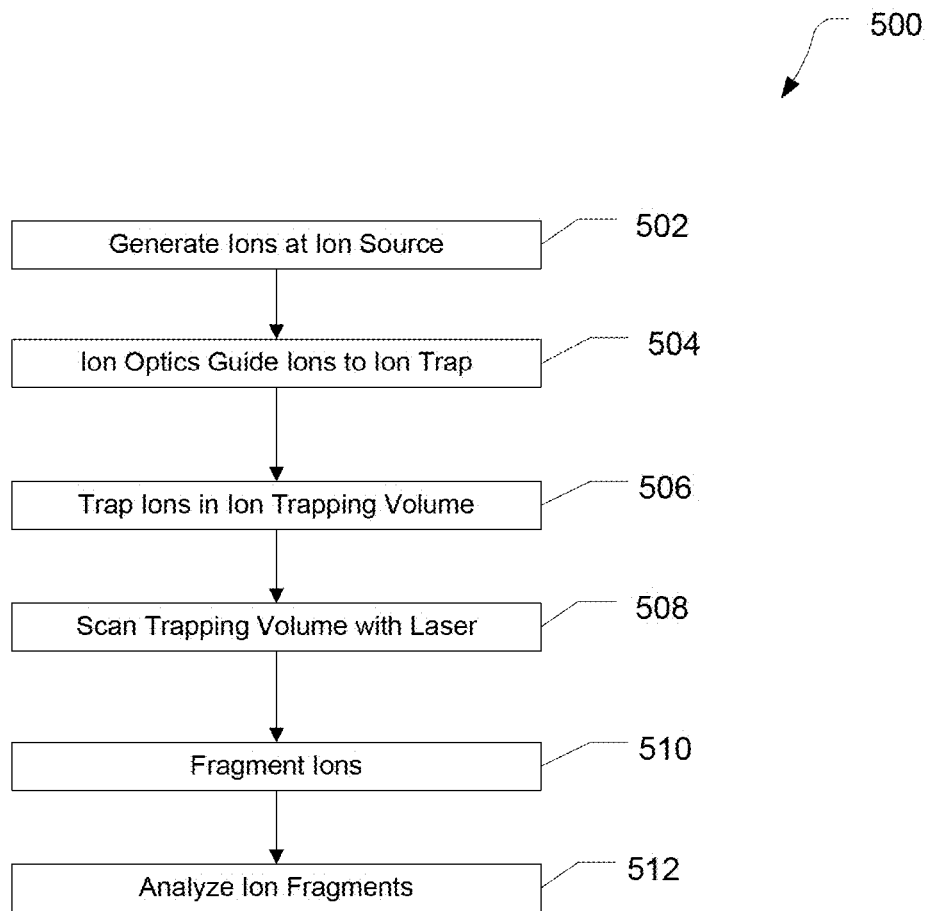 500
Generate Ions at Ion Source
502
Ion Optics Guide Ions to Ion Trap
504
Trap Ions in Ion Trapping Volume
506
Scan Trapping Volume with Laser
508
Fragment Ions
510
Analyze Ion Fragments
512